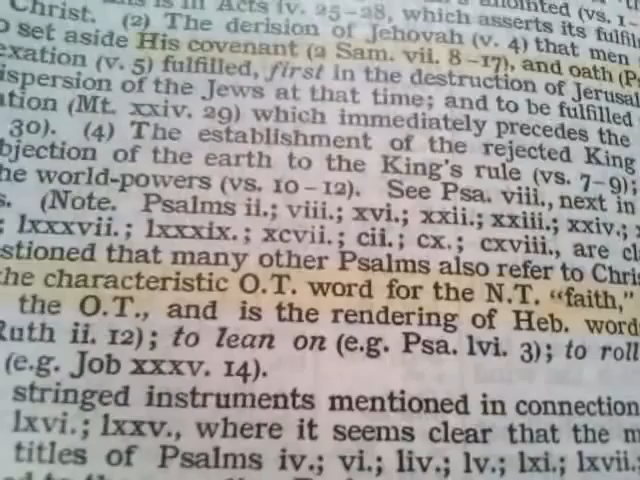 Christ. (2) The derision of Jehovah (v. 4) that men
is in Acts iv. 25–28, which asserts its
set aside His covenant (2 Sam. vii. 8–17), and oath
(v. 5) fulfilled, first in the destruction of
of the Jews at that time; and to be fulfilled
(Mt. xxiv. 29) which immediately precedes the
30). (4) The establishment of the rejected King
of the earth to the King's rule (vs. 7–9);
he world-powers (vs. 10–12). See Psa. viii., next in
s. (Note. Psalms ii.; viii.; xvi.; xxii.; xxiii.; xxiv.;
; lxxxvii.; lxxxix.; xcvii.; cii.; cx.; cxviii., are
stioned that many other Psalms also refer to
the characteristic O.T. word for the N.T. "faith,"
the O.T., and is the rendering of Heb. word
Ruth ii. 12); to lean on (e.g. Psa. lvi. 3); to roll
(e.g. Job xxxv. 14).
stringed instruments mentioned in connection
lxvi.; lxxv., where it seems clear that the
titles of Psalms iv.; vi.; liv.; lv.; lxi.; lxvii.;